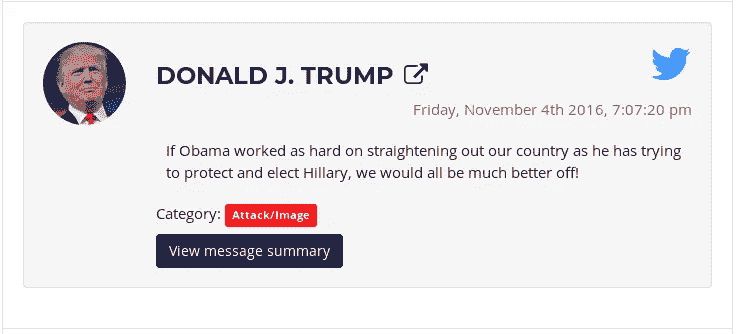 DONALD J. TRUMP
Friday, November 4th 2016, 7:07:20 pm
If Obama worked as hard on straightening out our country as he has trying
to protect and elect Hillary, we would all be much better off!
Category: Attack/Image
View message summary